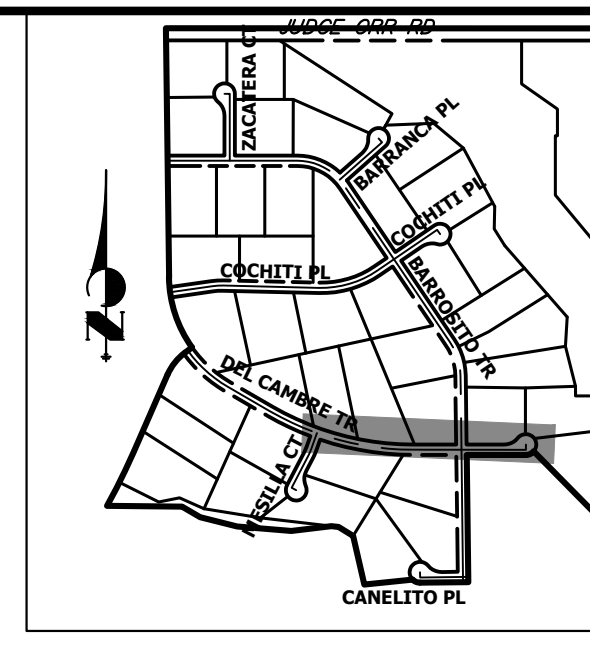 JUDGE ORR RD
ZACATERA CT
BARRANCA PL
COCHITI PL
COCHITI PL
BARROSITO TR
DEL CAMBRE TR
MESILLA CT
CANELITO PL
N